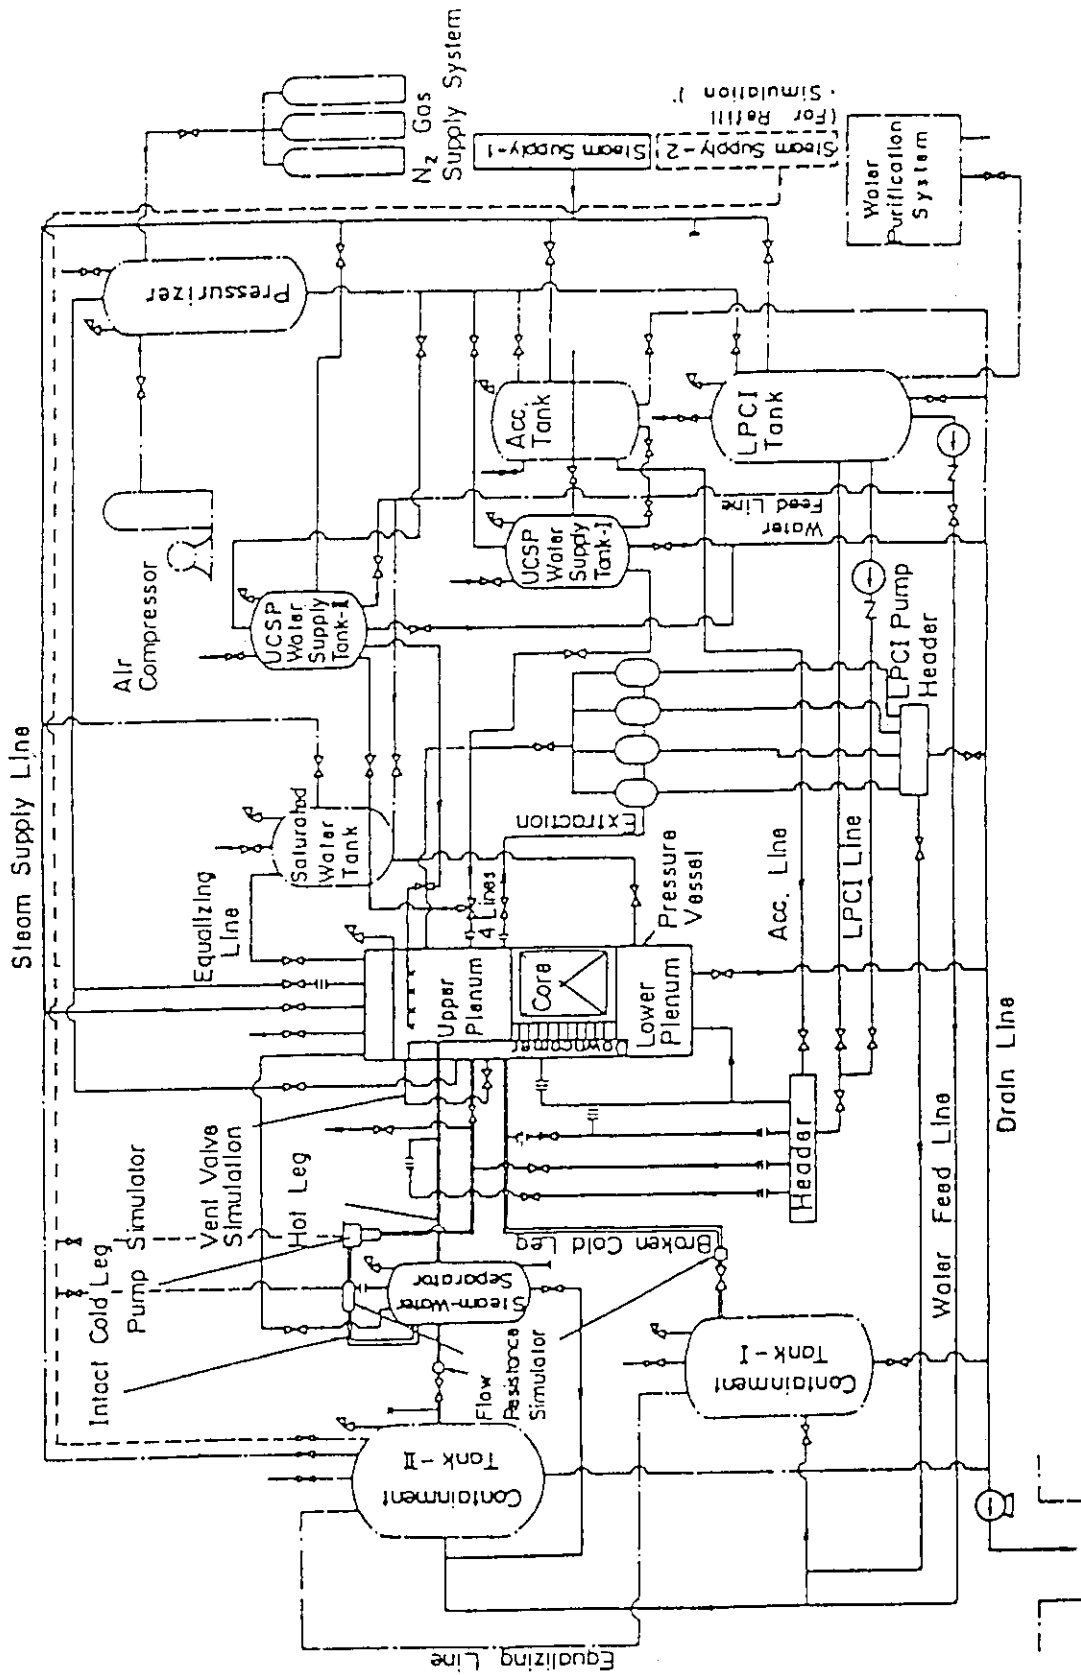 Steam Supply Line
N₂ Gas
Supply System
Steam Supply-1
Steam Supply-2
(For Refill
Simulation)
Water
Purification
System
Pressurizer
Air
Compressor
Acc.
Tank
LPCI
Tank
UCSP
Water
Supply
Tank-I
UCSP
Water
Supply
Tank-II
Water
Feed Line
LPCI Pump
Header
Saturated
Water
Tank
Equalizing
Line
Extraction
4 Lines
Pressure
Vessel
Acc. Line
LPCI Line
Upper
Plenum
Core
Downcomer
Lower
Plenum
Header
Drain Line
Water Feed Line
Vent Valve
Simulation
Hot Leg
Pump Simulator
Intact Cold Leg
Steam-Water
Separator
Broken Cold Leg
Flow
Resistance
Simulator
Containment
Tank-I
Containment
Tank-II
Equalizing Line